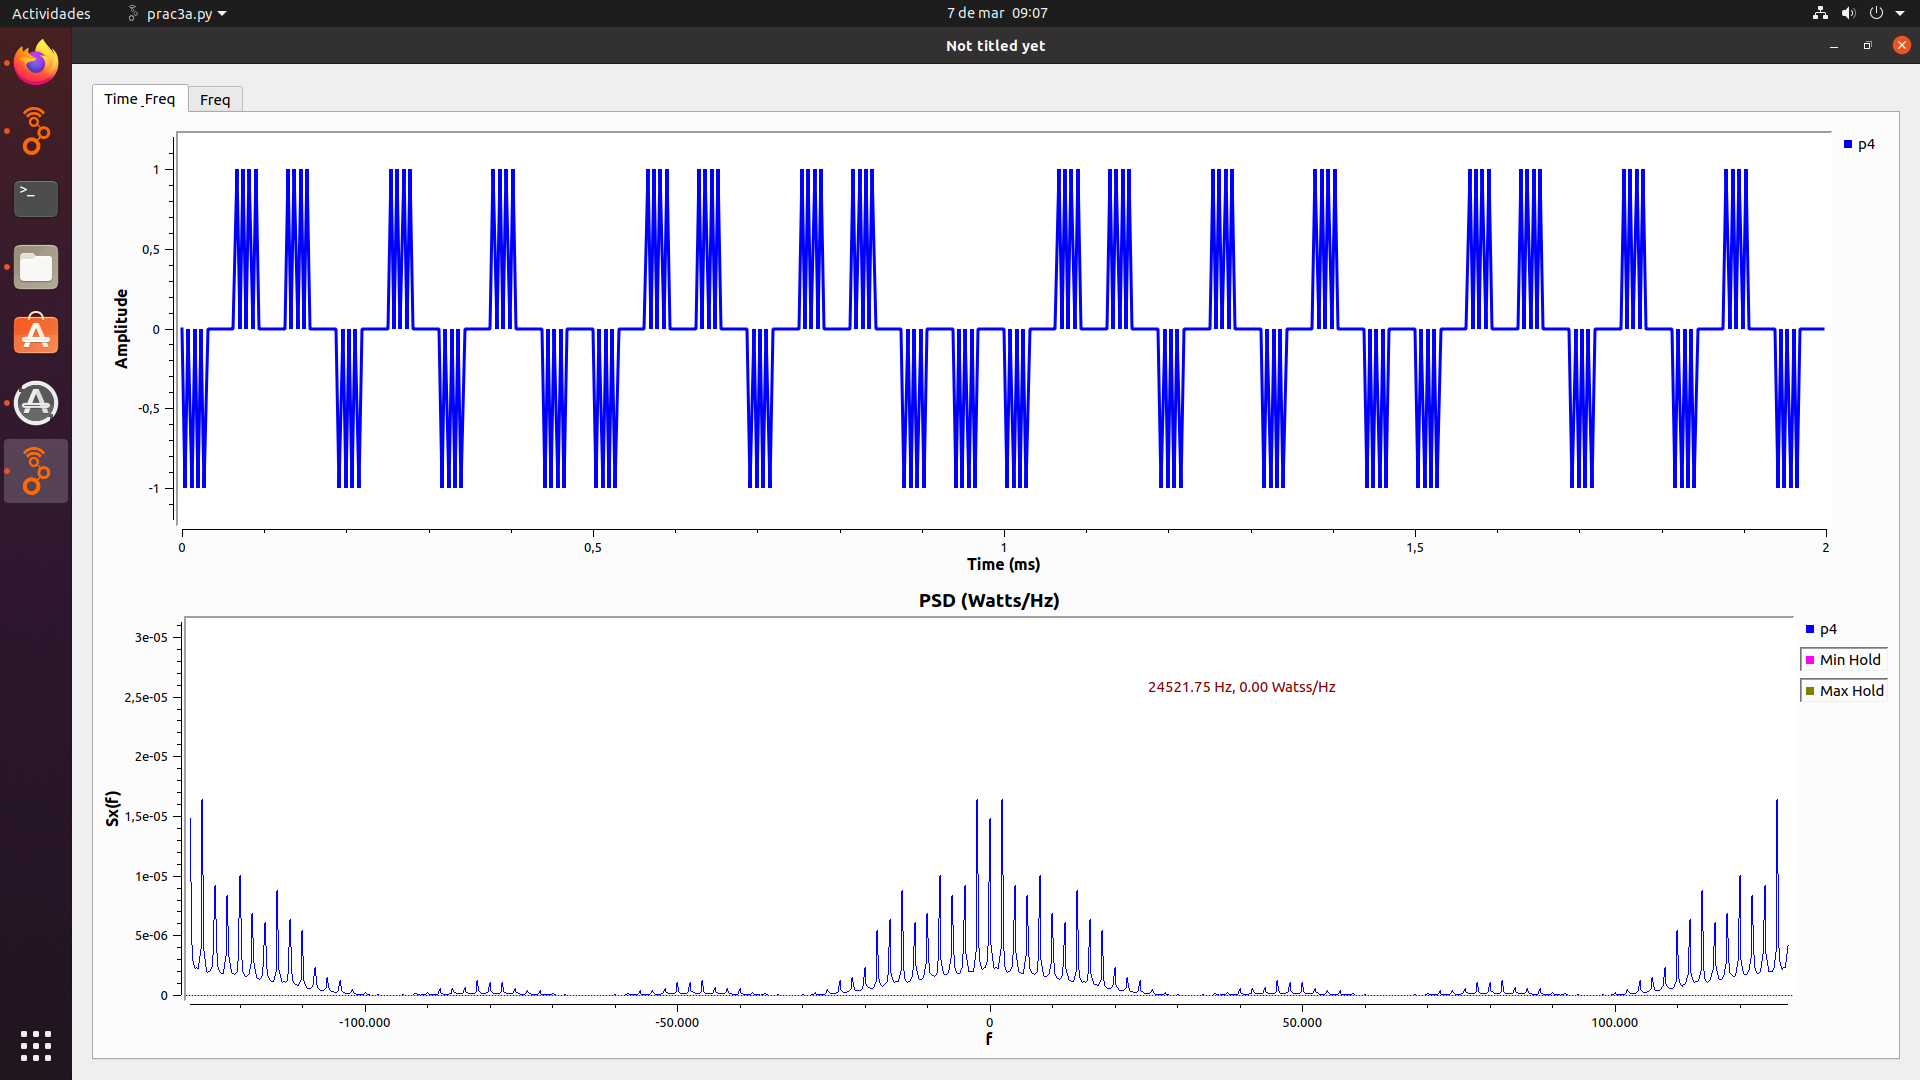 Actividades
prac3a.py
7 de mar 09:07
Not titled yet
Time_Freq
Freq
p4
1
0,5
0
-0,5
-1
Amplitude
0
0,5
1
1,5
2
Time (ms)
PSD (Watts/Hz)
p4
Min Hold
Max Hold
24521.75 Hz, 0.00 Watss/Hz
3e-05
2,5e-05
2e-05
1,5e-05
1e-05
5e-06
0
Sx(f)
-100.000
-50.000
0
50.000
100.000
f